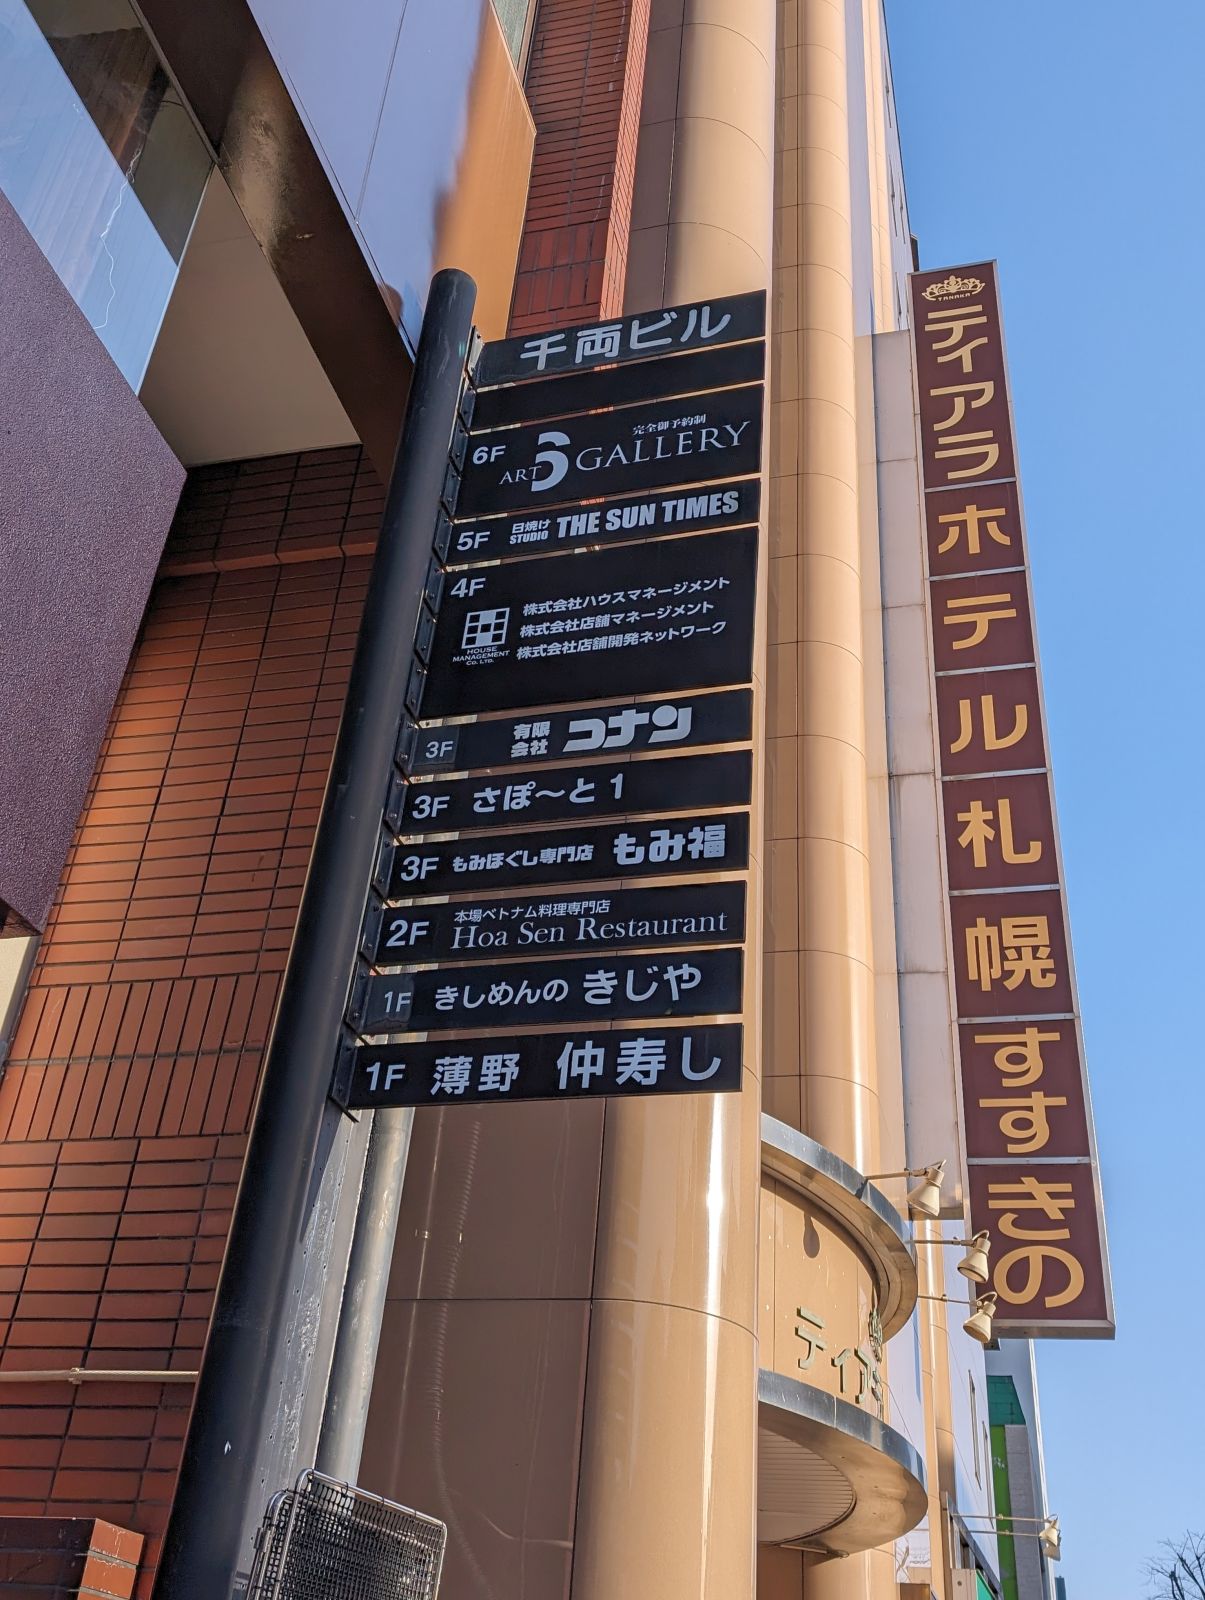 千両ビル
6F ART 6 GALLERY 完全御予約制
5F 日焼け STUDIO THE SUN TIMES
4F
HOUSE MANAGEMENT Co. LTD.
株式会社ハウスマネージメント
株式会社店舗マネージメント
株式会社店舗開発ネットワーク
3F 有限会社 コナン
3F さぽ〜と1
3F もみほぐし専門店 もみ福
2F 本場ベトナム料理専門店
Hoa Sen Restaurant
1F きしめんの きじや
1F 薄野 仲寿し
TANAKA
ティアラホテル札幌すすきの
ティア